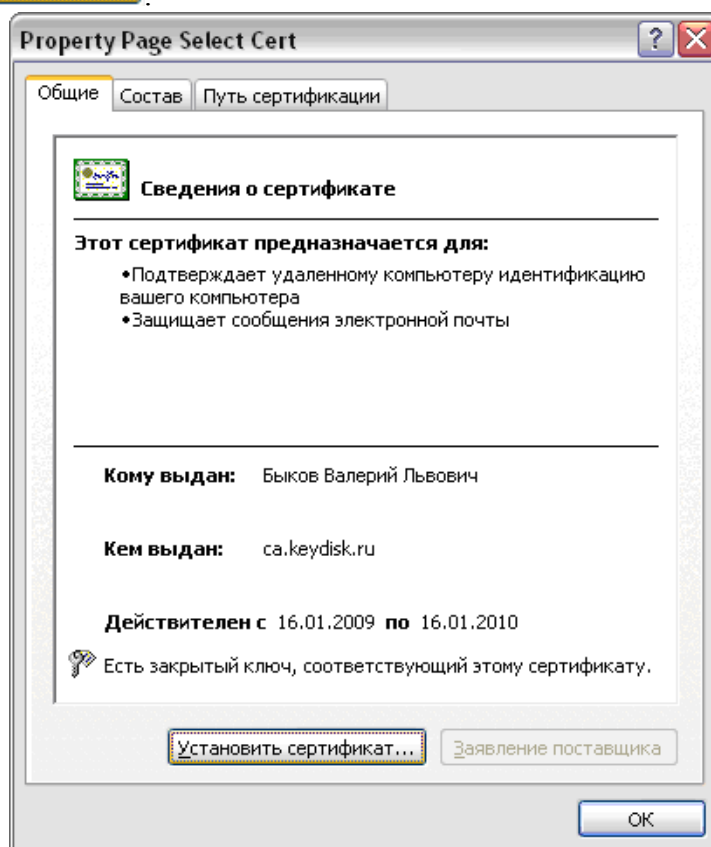 .
Property Page Select Cert
Общие Состав Путь сертификации
Сведения о сертификате
Этот сертификат предназначается для:
•Подтверждает удаленному компьютеру идентификацию
вашего компьютера
•Защищает сообщения электронной почты
Кому выдан: Быков Валерий Львович
Кем выдан: ca.keydisk.ru
Действителен с 16.01.2009 по 16.01.2010
Есть закрытый ключ, соответствующий этому сертификату.
Установить сертификат... Заявление поставщика
ОК